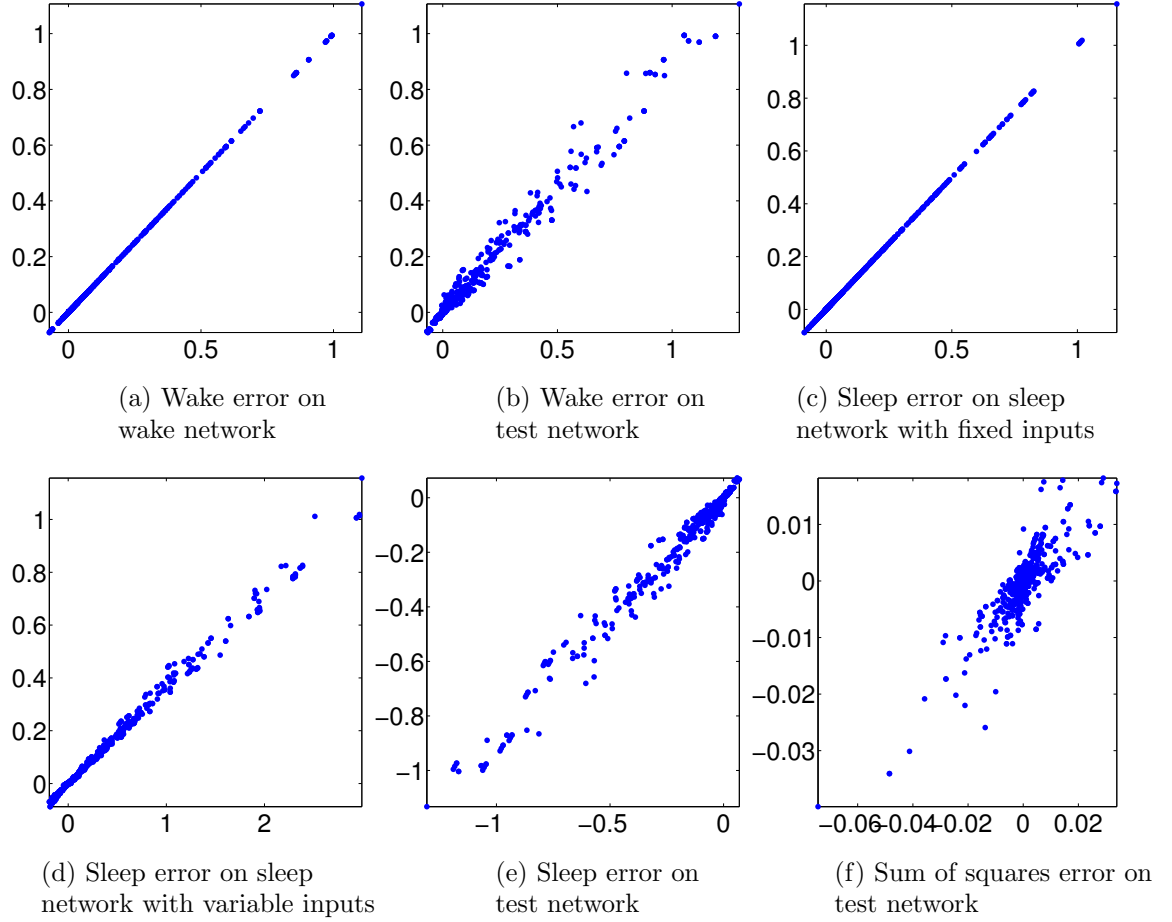 1
0.8
0.6
0.4
0.2
0
0 0.5 1
(a) Wake error on
wake network
1
0.8
0.6
0.4
0.2
0
0 0.5 1
(b) Wake error on
test network
1
0.8
0.6
0.4
0.2
0
0 0.5 1
(c) Sleep error on sleep
network with fixed inputs
1
0.8
0.6
0.4
0.2
0
0 1 2
(d) Sleep error on sleep
network with variable inputs
0
−0.2
−0.4
−0.6
−0.8
−1
−1 −0.5 0
(e) Sleep error on
test network
0.01
0
−0.01
−0.02
−0.03
−0.06 −0.04 −0.02 0 0.02
(f) Sum of squares error on
test network